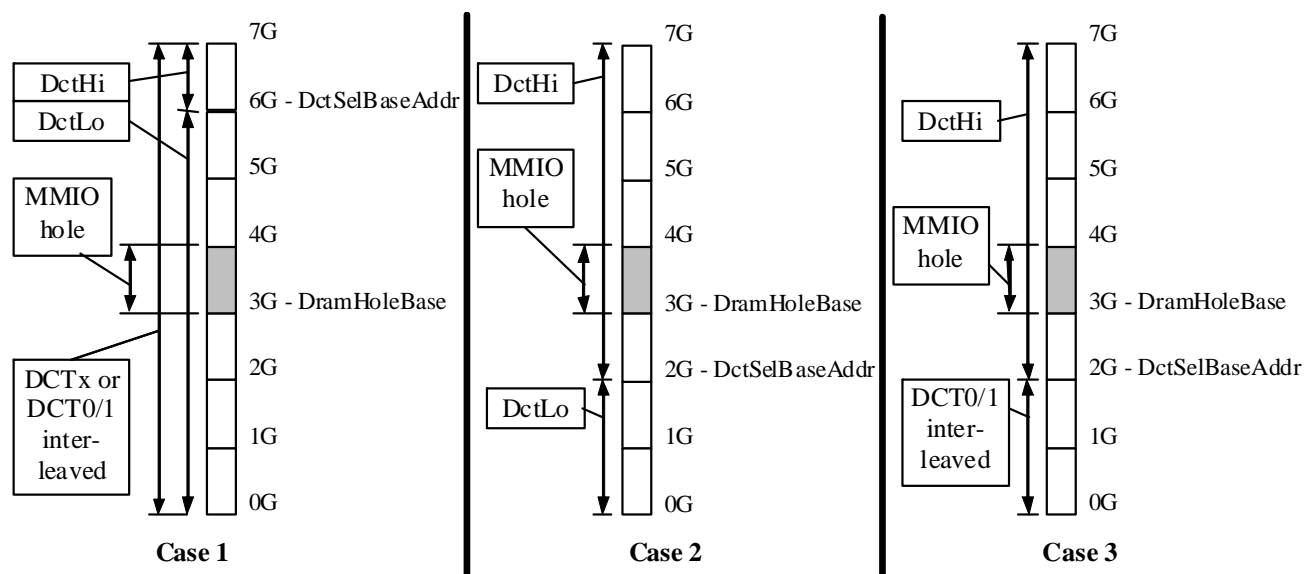 7G
DctHi
6G - DctSelBaseAddr
DctLo
5G
MMIO
hole
4G
3G - DramHoleBase
2G
DCTx or
DCT0/1
inter-
leaved
1G
0G
Case 1
7G
DctHi
6G
5G
MMIO
hole
4G
3G - DramHoleBase
2G - DctSelBaseAddr
DctLo
1G
0G
Case 2
7G
6G
DctHi
5G
4G
MMIO
hole
3G - DramHoleBase
2G - DctSelBaseAddr
DCT0/1
inter-
leaved
1G
0G
Case 3